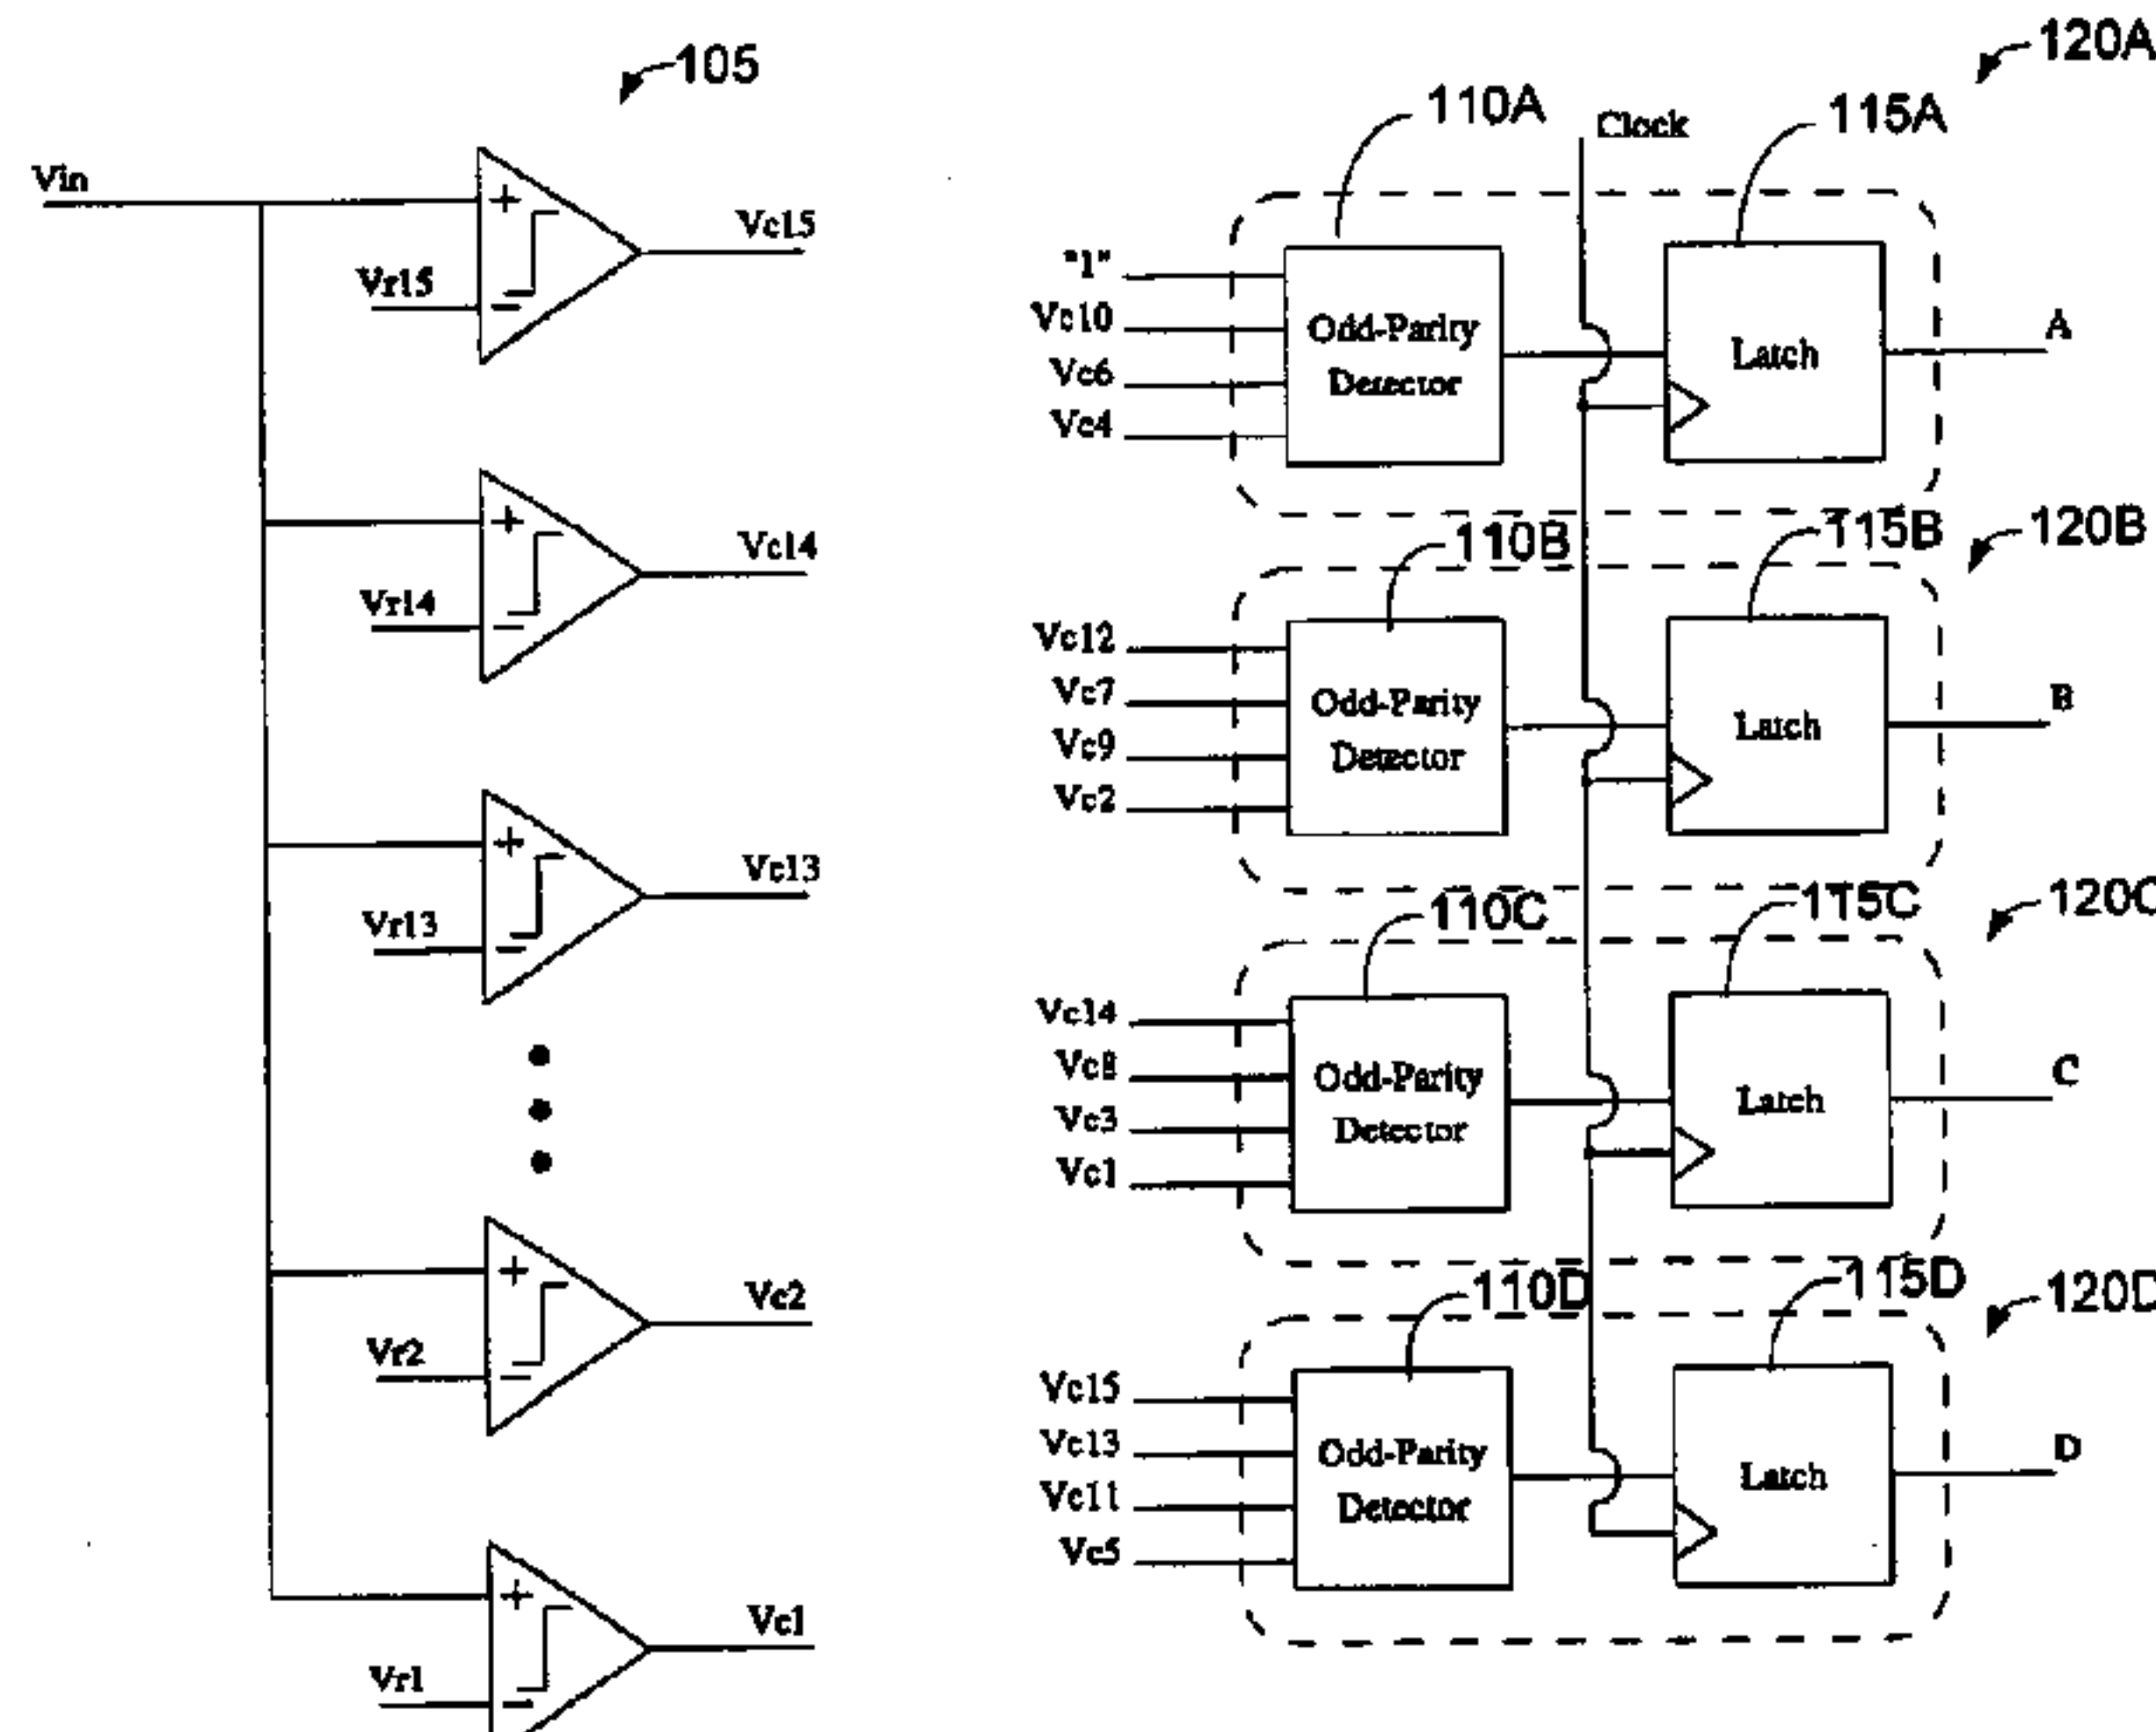 105
Vin
Vc15
Vr15
Vc14
Vr14
Vc13
Vr13
Vc2
Vr2
Vc1
Vr1
120A
110A
Clock
115A
"1"
Vc10
Vc6
Vc4
Odd-Parity
Detector
Latch
A
110B
115B
120B
Vc12
Vc7
Vc9
Vc2
Odd-Parity
Detector
Latch
B
110C
115C
120C
Vc14
Vc8
Vc3
Vc1
Odd-Parity
Detector
Latch
C
110D
115D
120D
Vc15
Vc13
Vc11
Vc5
Odd-Parity
Detector
Latch
D